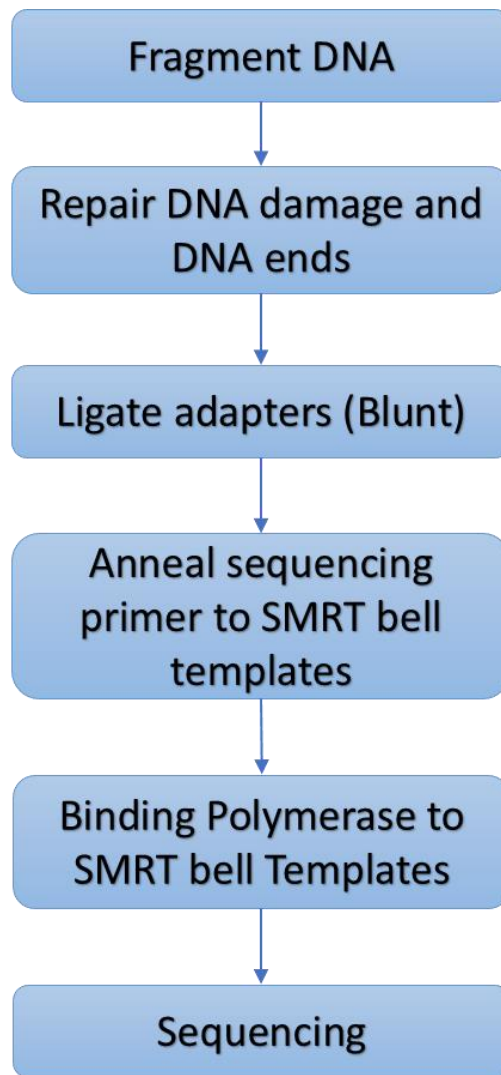 Fragment DNA
Repair DNA damage and
DNA ends
Ligate adapters (Blunt)
Anneal sequencing
primer to SMRT bell
templates
Binding Polymerase to
SMRT bell Templates
Sequencing